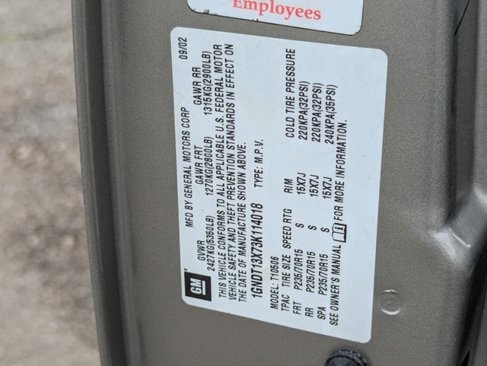 Employees
MFD BY GENERAL MOTORS CORP 09/02
GVWR GAWR FRT GAWR RR
2427KG(5350LB) 1270KG(2800LB) 1315KG(2900LB)
THIS VEHICLE CONFORMS TO ALL APPLICABLE U.S. FEDERAL MOTOR
VEHICLE SAFETY AND THEFT PREVENTION STANDARDS IN EFFECT ON
THE DATE OF MANUFACTURE SHOWN ABOVE.
1GNDT13X73K114018 TYPE: M.P.V.
GM
MODEL: T10506
TPAC TIRE SIZE SPEED RTG RIM COLD TIRE PRESSURE
FRT P235/70R15 S 15X7J 220KPA(32PSI)
RR P235/70R15 S 15X7J 220KPA(32PSI)
SPA P235/70R15 S 15X7J 240KPA(35PSI)
SEE OWNER'S MANUAL FOR MORE INFORMATION.